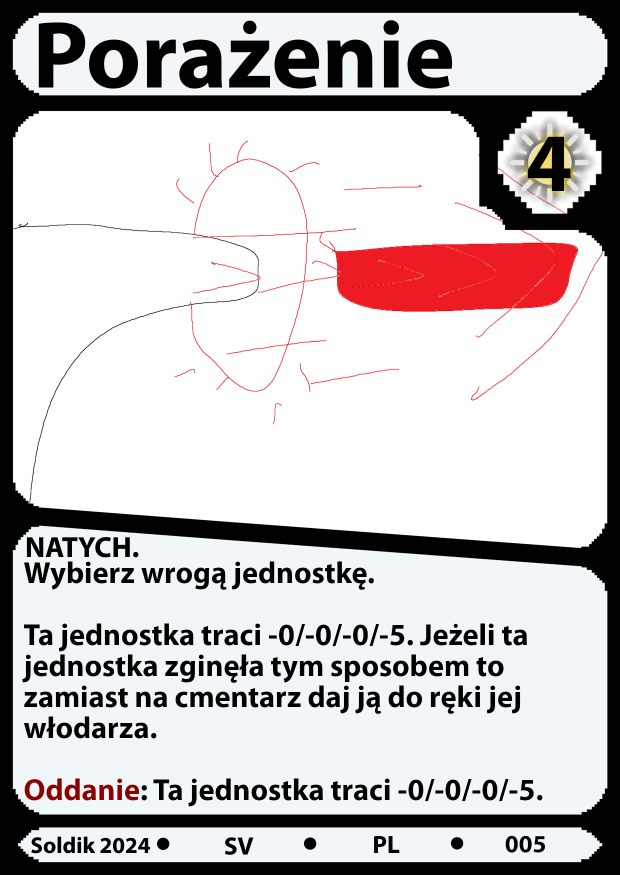 Porażenie
4
NATYCH.
Wybierz wrogą jednostkę.
Ta jednostka traci -0/-0/-0/-5. Jeżeli ta
jednostka zginęła tym sposobem to
zamiast na cmentarz daj ją do ręki jej
włodarza.
Oddanie: Ta jednostka traci -0/-0/-0/-5.
Soldik 2024 • SV • PL • 005